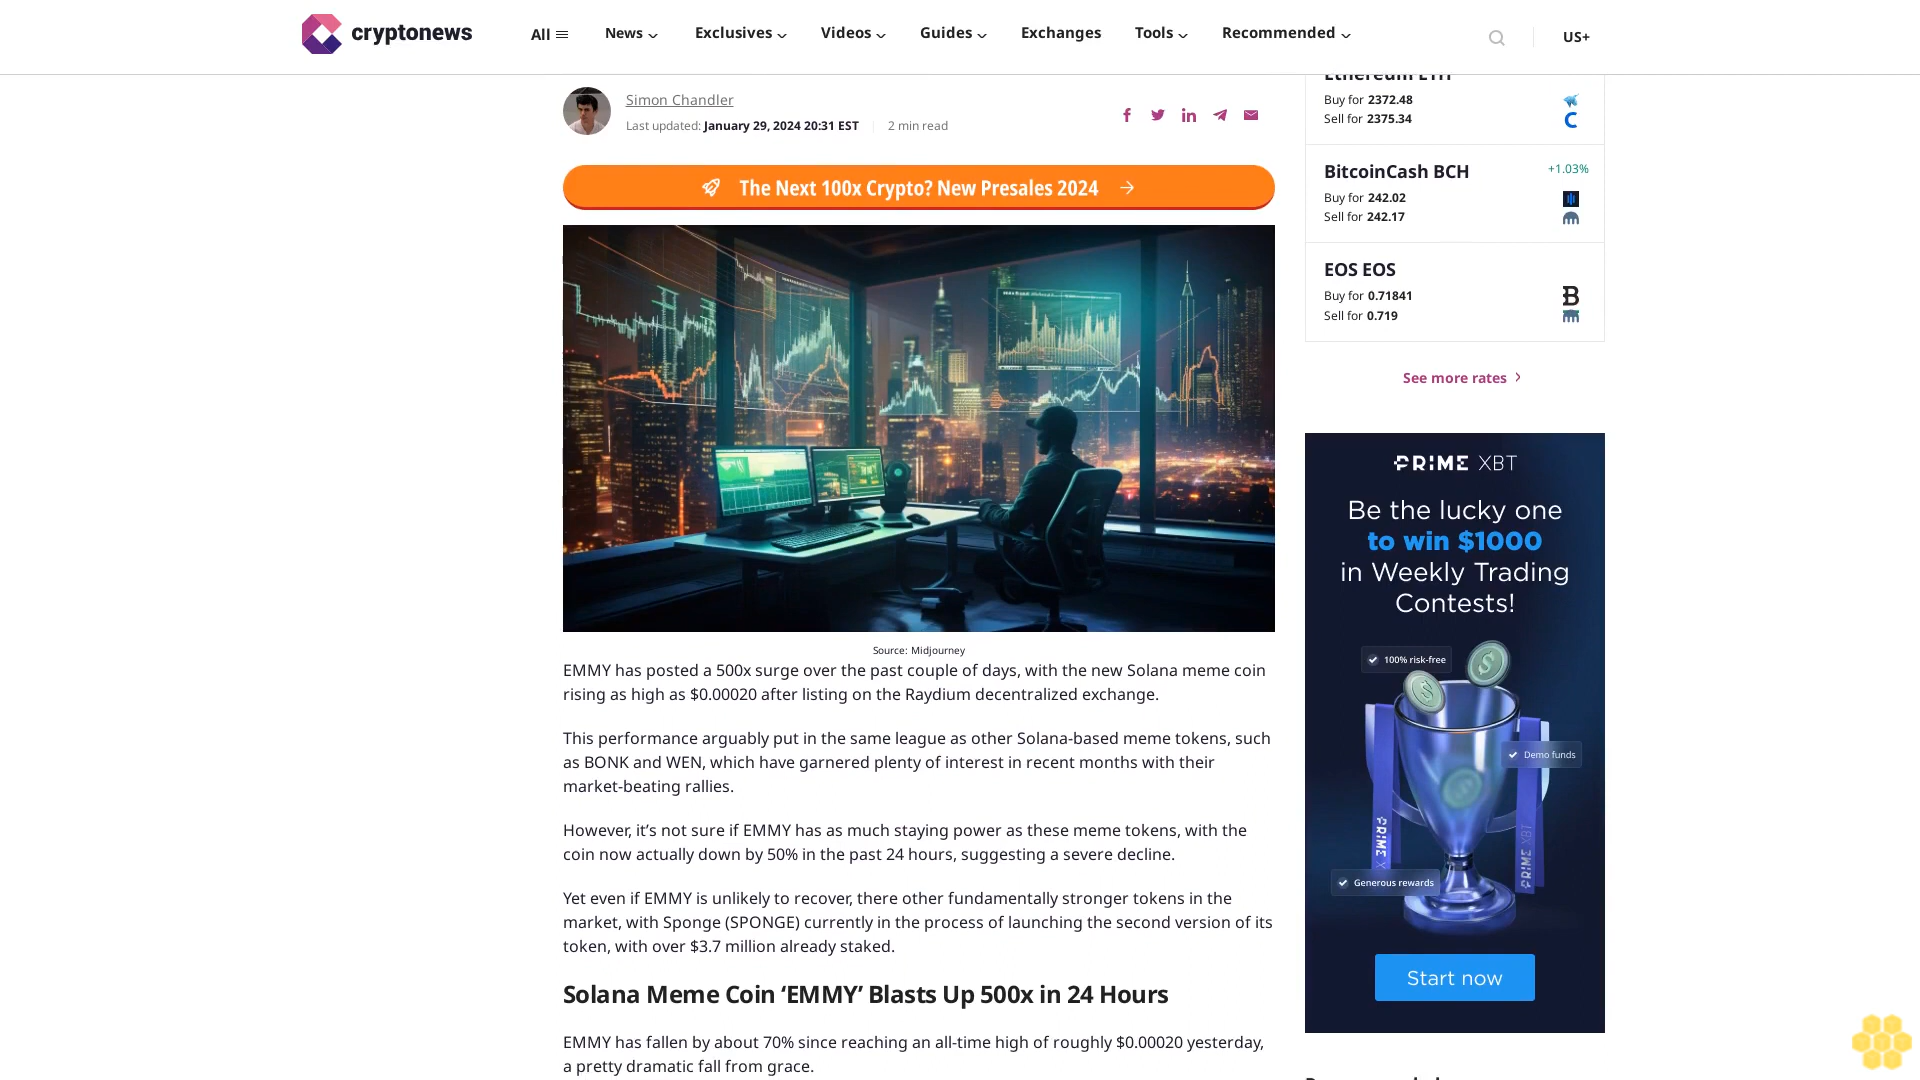 cryptonews
All
News
Exclusives
Videos
Guides
Exchanges
Tools
Recommended
US+
Simon Chandler
Last updated: January 29, 2024 20:31 EST
2 min read
The Next 100x Crypto? New Presales 2024
Source: Midjourney
EMMY has posted a 500x surge over the past couple of days, with the new Solana meme coin
rising as high as $0.00020 after listing on the Raydium decentralized exchange.
This performance arguably put in the same league as other Solana-based meme tokens, such
as BONK and WEN, which have garnered plenty of interest in recent months with their
market-beating rallies.
However, it’s not sure if EMMY has as much staying power as these meme tokens, with the
coin now actually down by 50% in the past 24 hours, suggesting a severe decline.
Yet even if EMMY is unlikely to recover, there other fundamentally stronger tokens in the
market, with Sponge (SPONGE) currently in the process of launching the second version of its
token, with over $3.7 million already staked.
Solana Meme Coin ‘EMMY’ Blasts Up 500x in 24 Hours
EMMY has fallen by about 70% since reaching an all-time high of roughly $0.00020 yesterday,
a pretty dramatic fall from grace.
Ethereum ETH
Buy for 2372.48
Sell for 2375.34
BitcoinCash BCH
+1.03%
Buy for 242.02
Sell for 242.17
EOS EOS
Buy for 0.71841
Sell for 0.719
See more rates
PRIME XBT
Be the lucky one
to win $1000
in Weekly Trading
Contests!
100% risk-free
Demo funds
PRIME X
PRIME XBT
Generous rewards
Start now